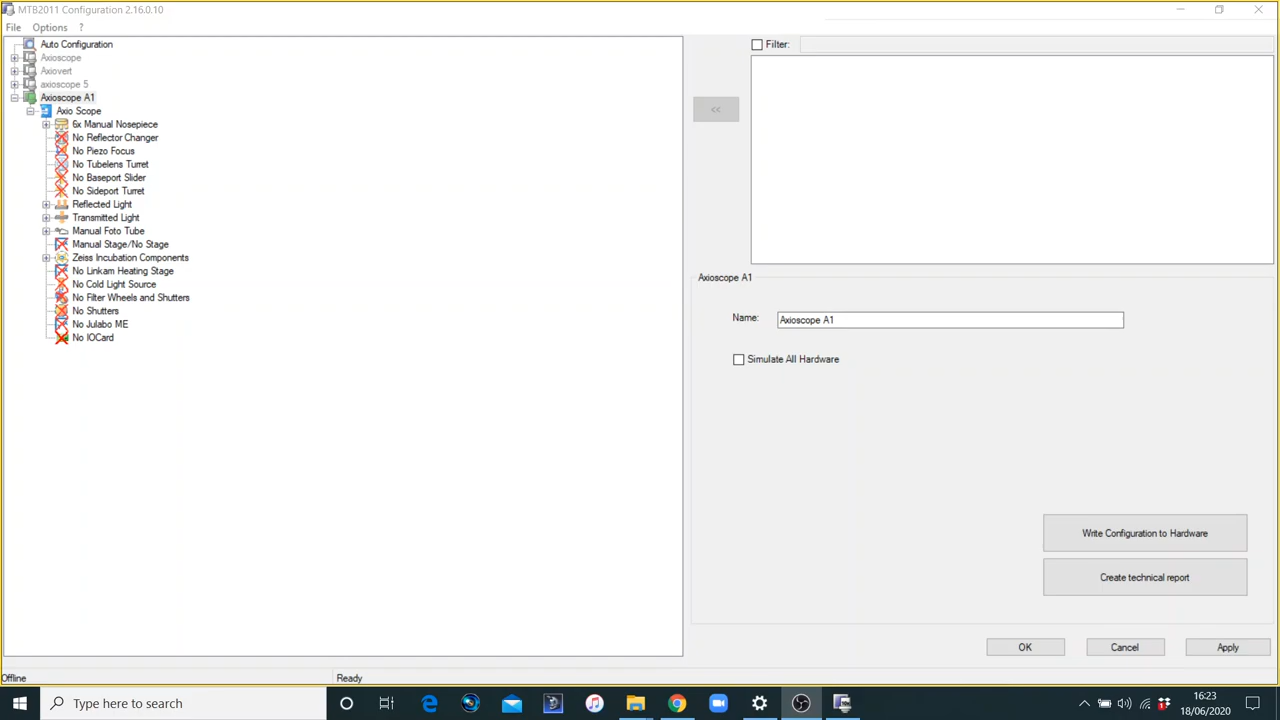 MTB2011 Configuration 2.16.0.10
File Options ?
Auto Configuration
Axioscope
Axiovert
axioscope 5
Axioscope A1
Axio Scope
6x Manual Nosepiece
No Reflector Changer
No Piezo Focus
No Tubelens Turret
No Baseport Slider
No Sideport Turret
Reflected Light
Transmitted Light
Manual Foto Tube
Manual Stage/No Stage
Zeiss Incubation Components
No Linkam Heating Stage
No Cold Light Source
No Filter Wheels and Shutters
No Shutters
No Julabo ME
No IOCard
Filter:
<<
Axioscope A1
Name: Axioscope A1
Simulate All Hardware
Write Configuration to Hardware
Create technical report
OK Cancel Apply
Offline Ready
Type here to search
16:23
18/06/2020